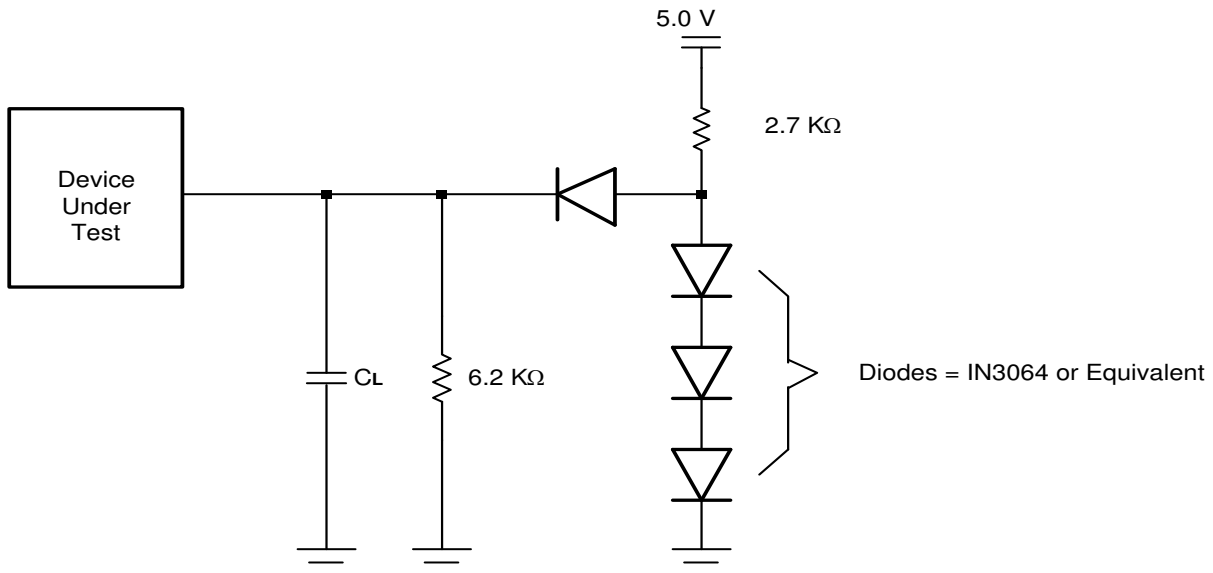 5.0 V
2.7 KΩ
Device
Under
Test
CL
6.2 KΩ
Diodes = IN3064 or Equivalent